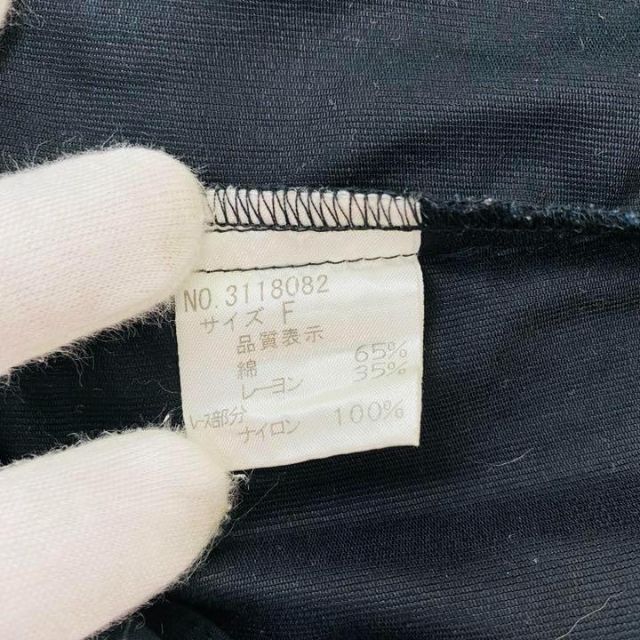 NO.3118082
サイズ F
品質表示
綿 65%
レーヨン 35%
レース部分
ナイロン 100%